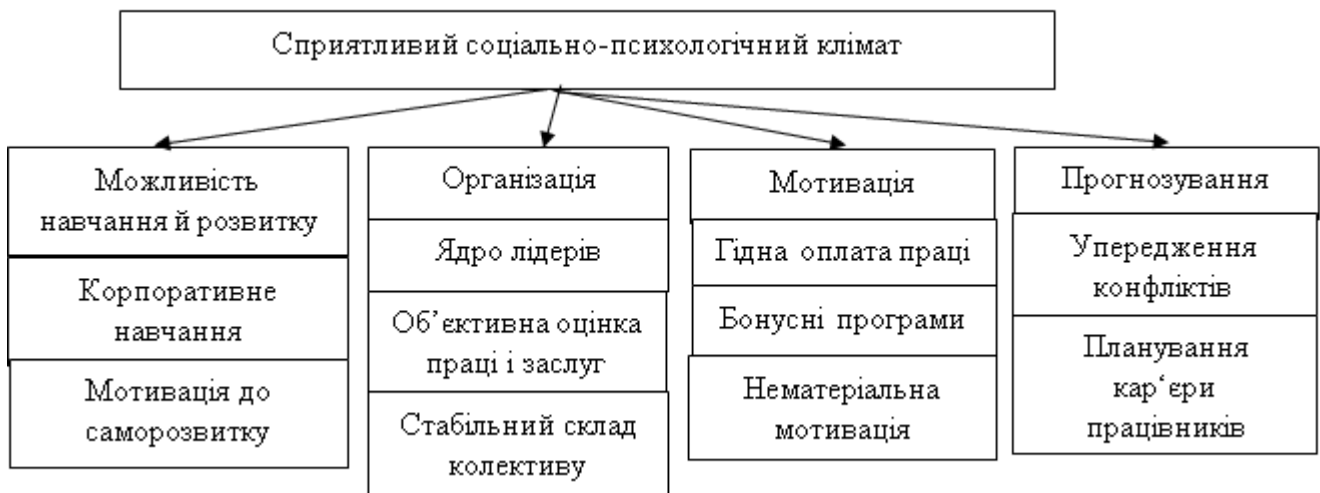 Сприятливий соціально-психологічний клімат
Можливість
навчання й розвитку
Корпоративне
навчання
Мотивація до
саморозвитку
Організація
Ядро лідерів
Об’єктивна оцінка
праці і заслуг
Стабільний склад
колективу
Мотивація
Гідна оплата праці
Бонусні програми
Нематеріальна
мотивація
Прогнозування
Упередження
конфліктів
Планування
кар‘єри
працівників